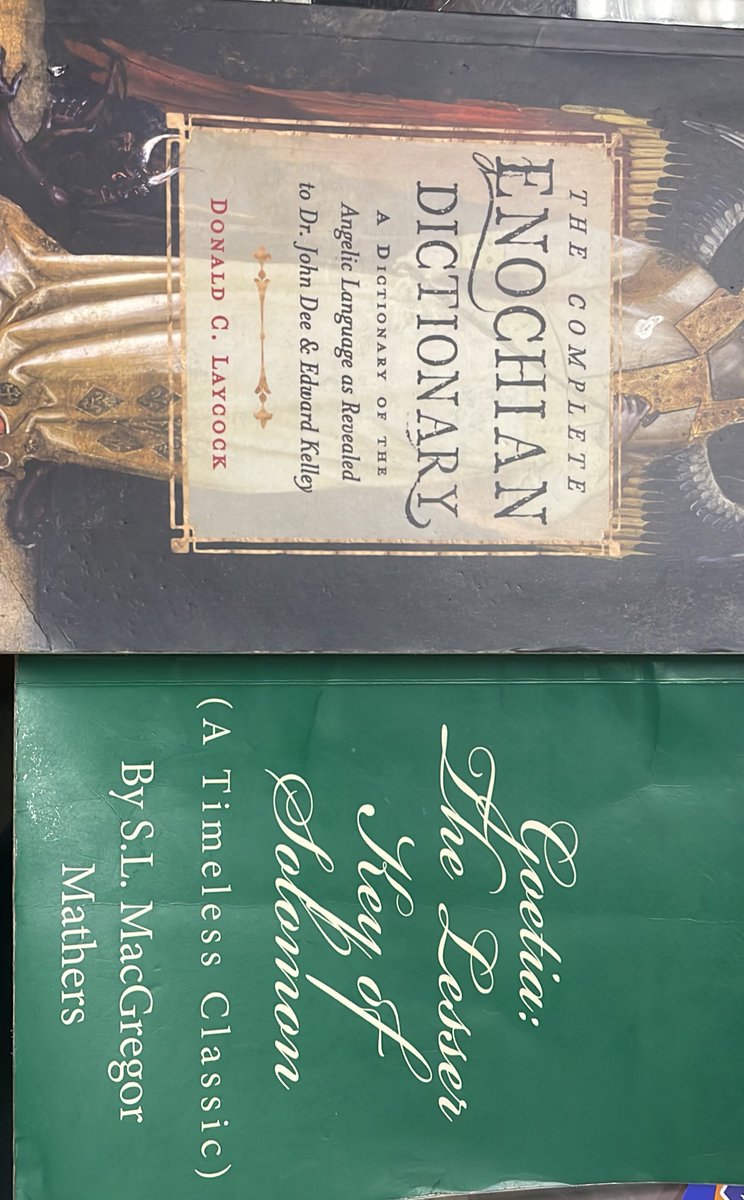 THE COMPLETE
ENOCHIAN
DICTIONARY
A DICTIONARY OF THE
Angelic Language as Revealed
to Dr. John Dee & Edward Kelley
DONALD C. LAYCOCK
Goetia:
The Lesser
Key of
Solomon
(A Timeless Classic)
By S.L. MacGregor
Mathers